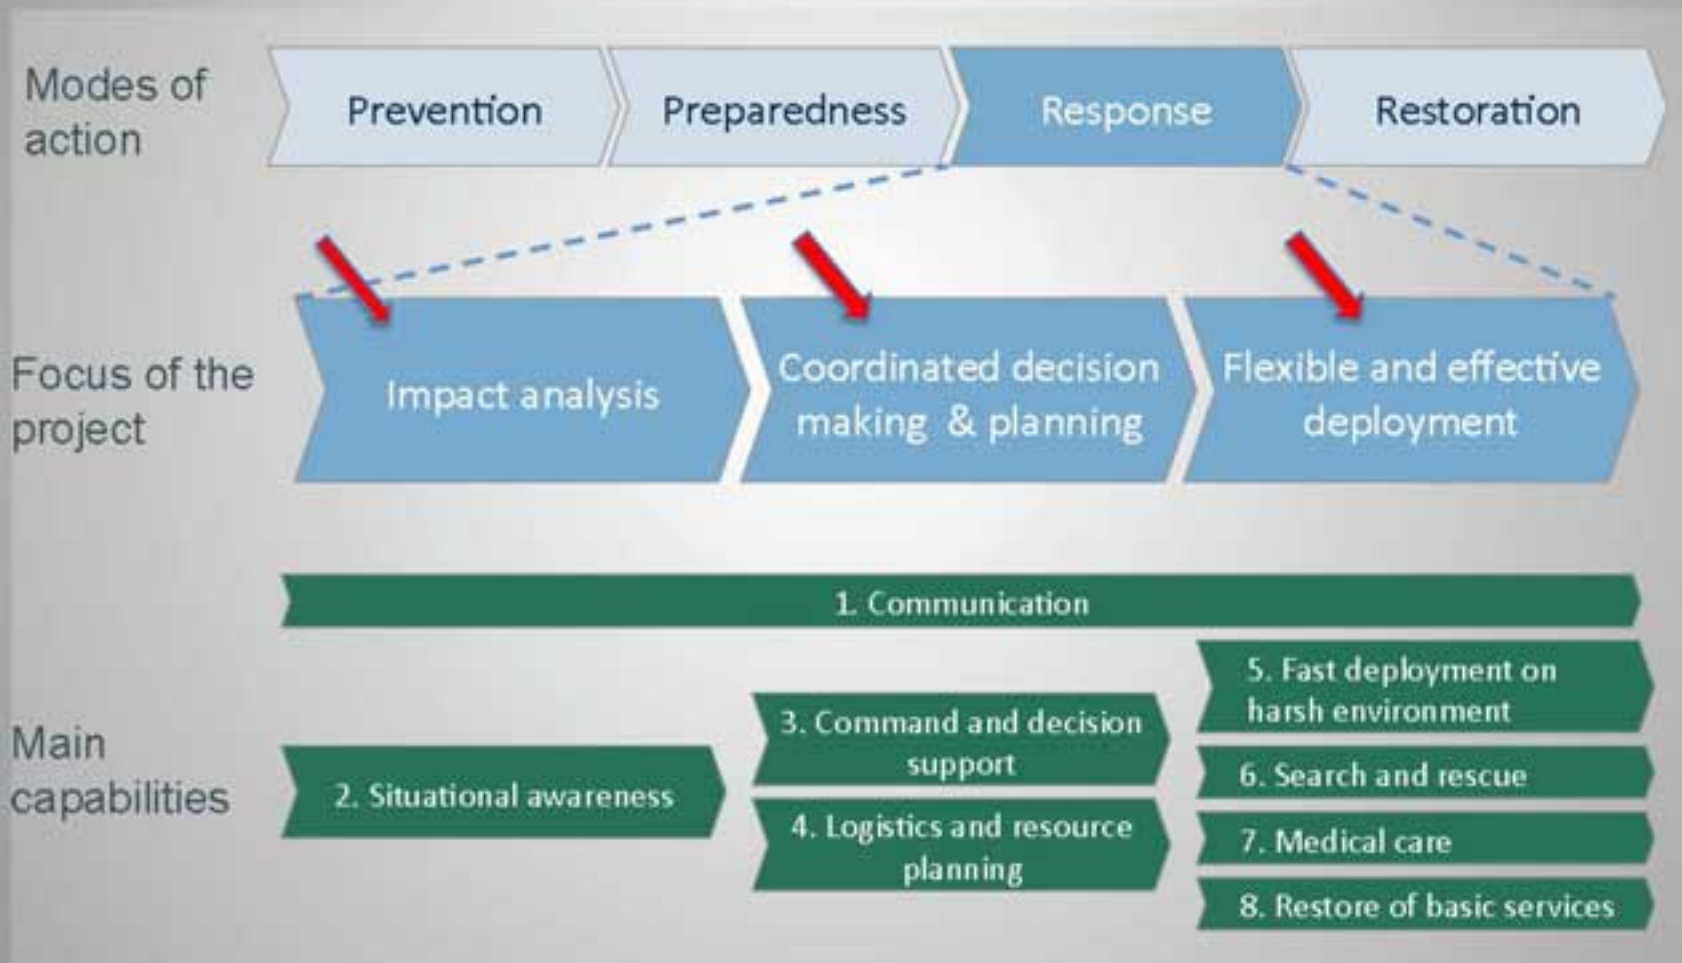 Modes of
action
Prevention
Preparedness
Response
Restoration
Focus of the
project
Impact analysis
Coordinated decision
making & planning
Flexible and effective
deployment
Main
capabilities
1. Communication
2. Situational awareness
3. Command and decision
support
4. Logistics and resource
planning
5. Fast deployment on
harsh environment
6. Search and rescue
7. Medical care
8. Restore of basic services